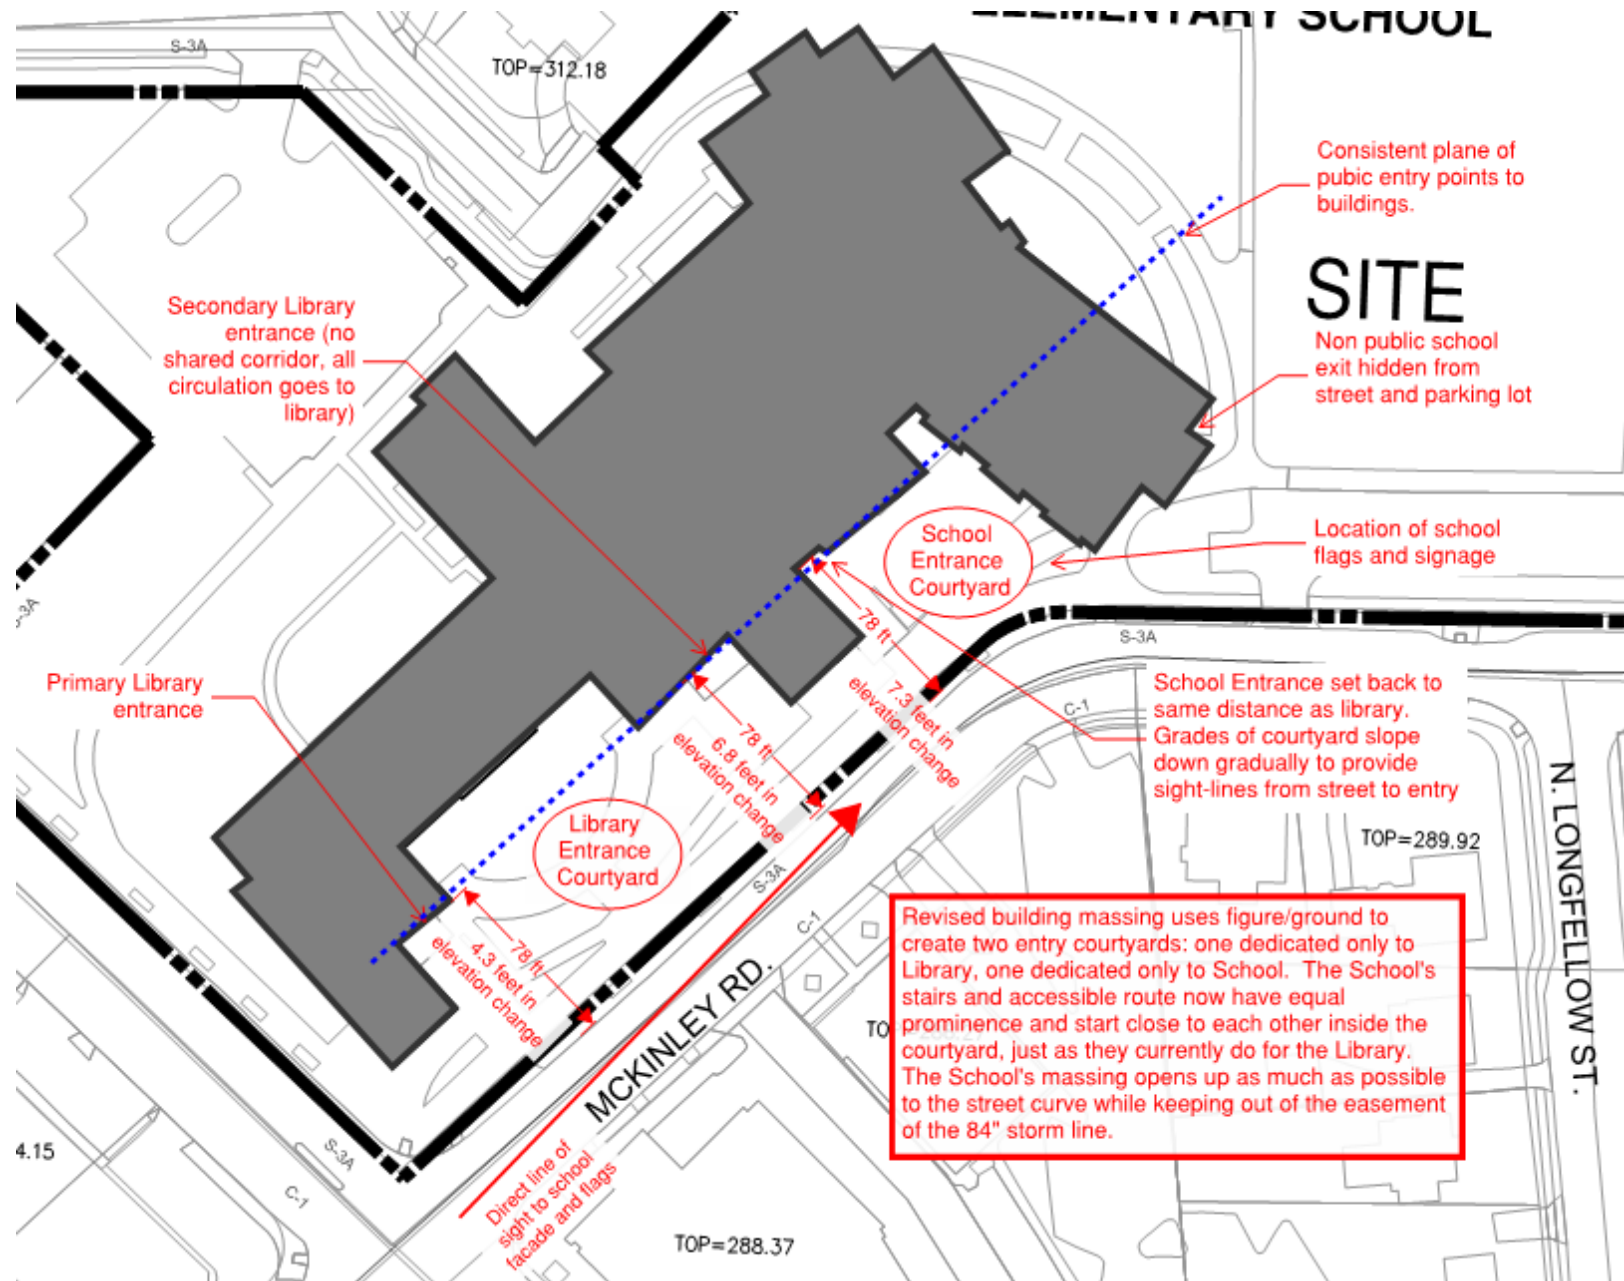 ELEMENTARY SCHOOL
S-3A
TOP=312.18
Consistent plane of
pubic entry points to
buildings.
SITE
Secondary Library
entrance (no
shared corridor, all
circulation goes to
library)
Non public school
exit hidden from
street and parking lot
School
Entrance
Courtyard
Location of school
flags and signage
S-3A
78 ft
7.3 feet in
elevation change
S-3A
Primary Library
entrance
School Entrance set back to
same distance as library.
Grades of courtyard slope
down gradually to provide
sight-lines from street to entry
C-1
78 ft
6.8 feet in
elevation change
Library
Entrance
Courtyard
N. LONGFELLOW ST.
TOP=289.92
S-3A
C-1
78 ft
4.3 feet in
elevation change
MCKINLEY RD.
Revised building massing uses figure/ground to
create two entry courtyards: one dedicated only to
Library, one dedicated only to School.  The School's
stairs and accessible route now have equal
prominence and start close to each other inside the
courtyard, just as they currently do for the Library.
The School's massing opens up as much as possible
to the street curve while keeping out of the easement
of the 84" storm line.
4.15
S-3A
C-1
Direct line of
sight to school
facade and flags
TOP=288.37